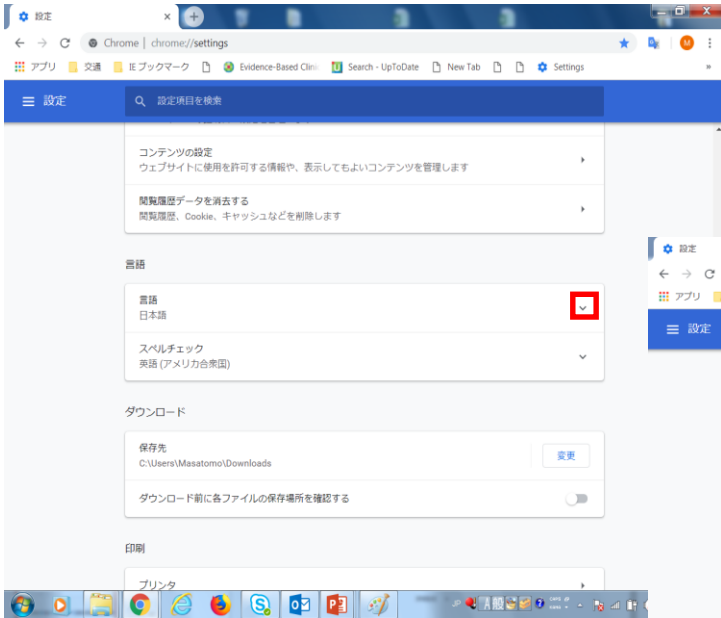 設定
Chrome | chrome://settings
アプリ 交通 IEブックマーク Evidence-Based Clini Search - UpToDate New Tab Settings »
設定 設定項目を検索
コンテンツの設定
ウェブサイトに使用を許可する情報や、表示してもよいコンテンツを管理します
閲覧履歴データを消去する
閲覧履歴、Cookie、キャッシュなどを削除します
言語
言語
日本語
スペルチェック
英語 (アメリカ合衆国)
ダウンロード
保存先
C:\Users\Masatomo\Downloads
変更
ダウンロード前に各ファイルの保存場所を確認する
印刷
プリンタ
設定
アプリ
設定
JP A 般 CAPS KANA